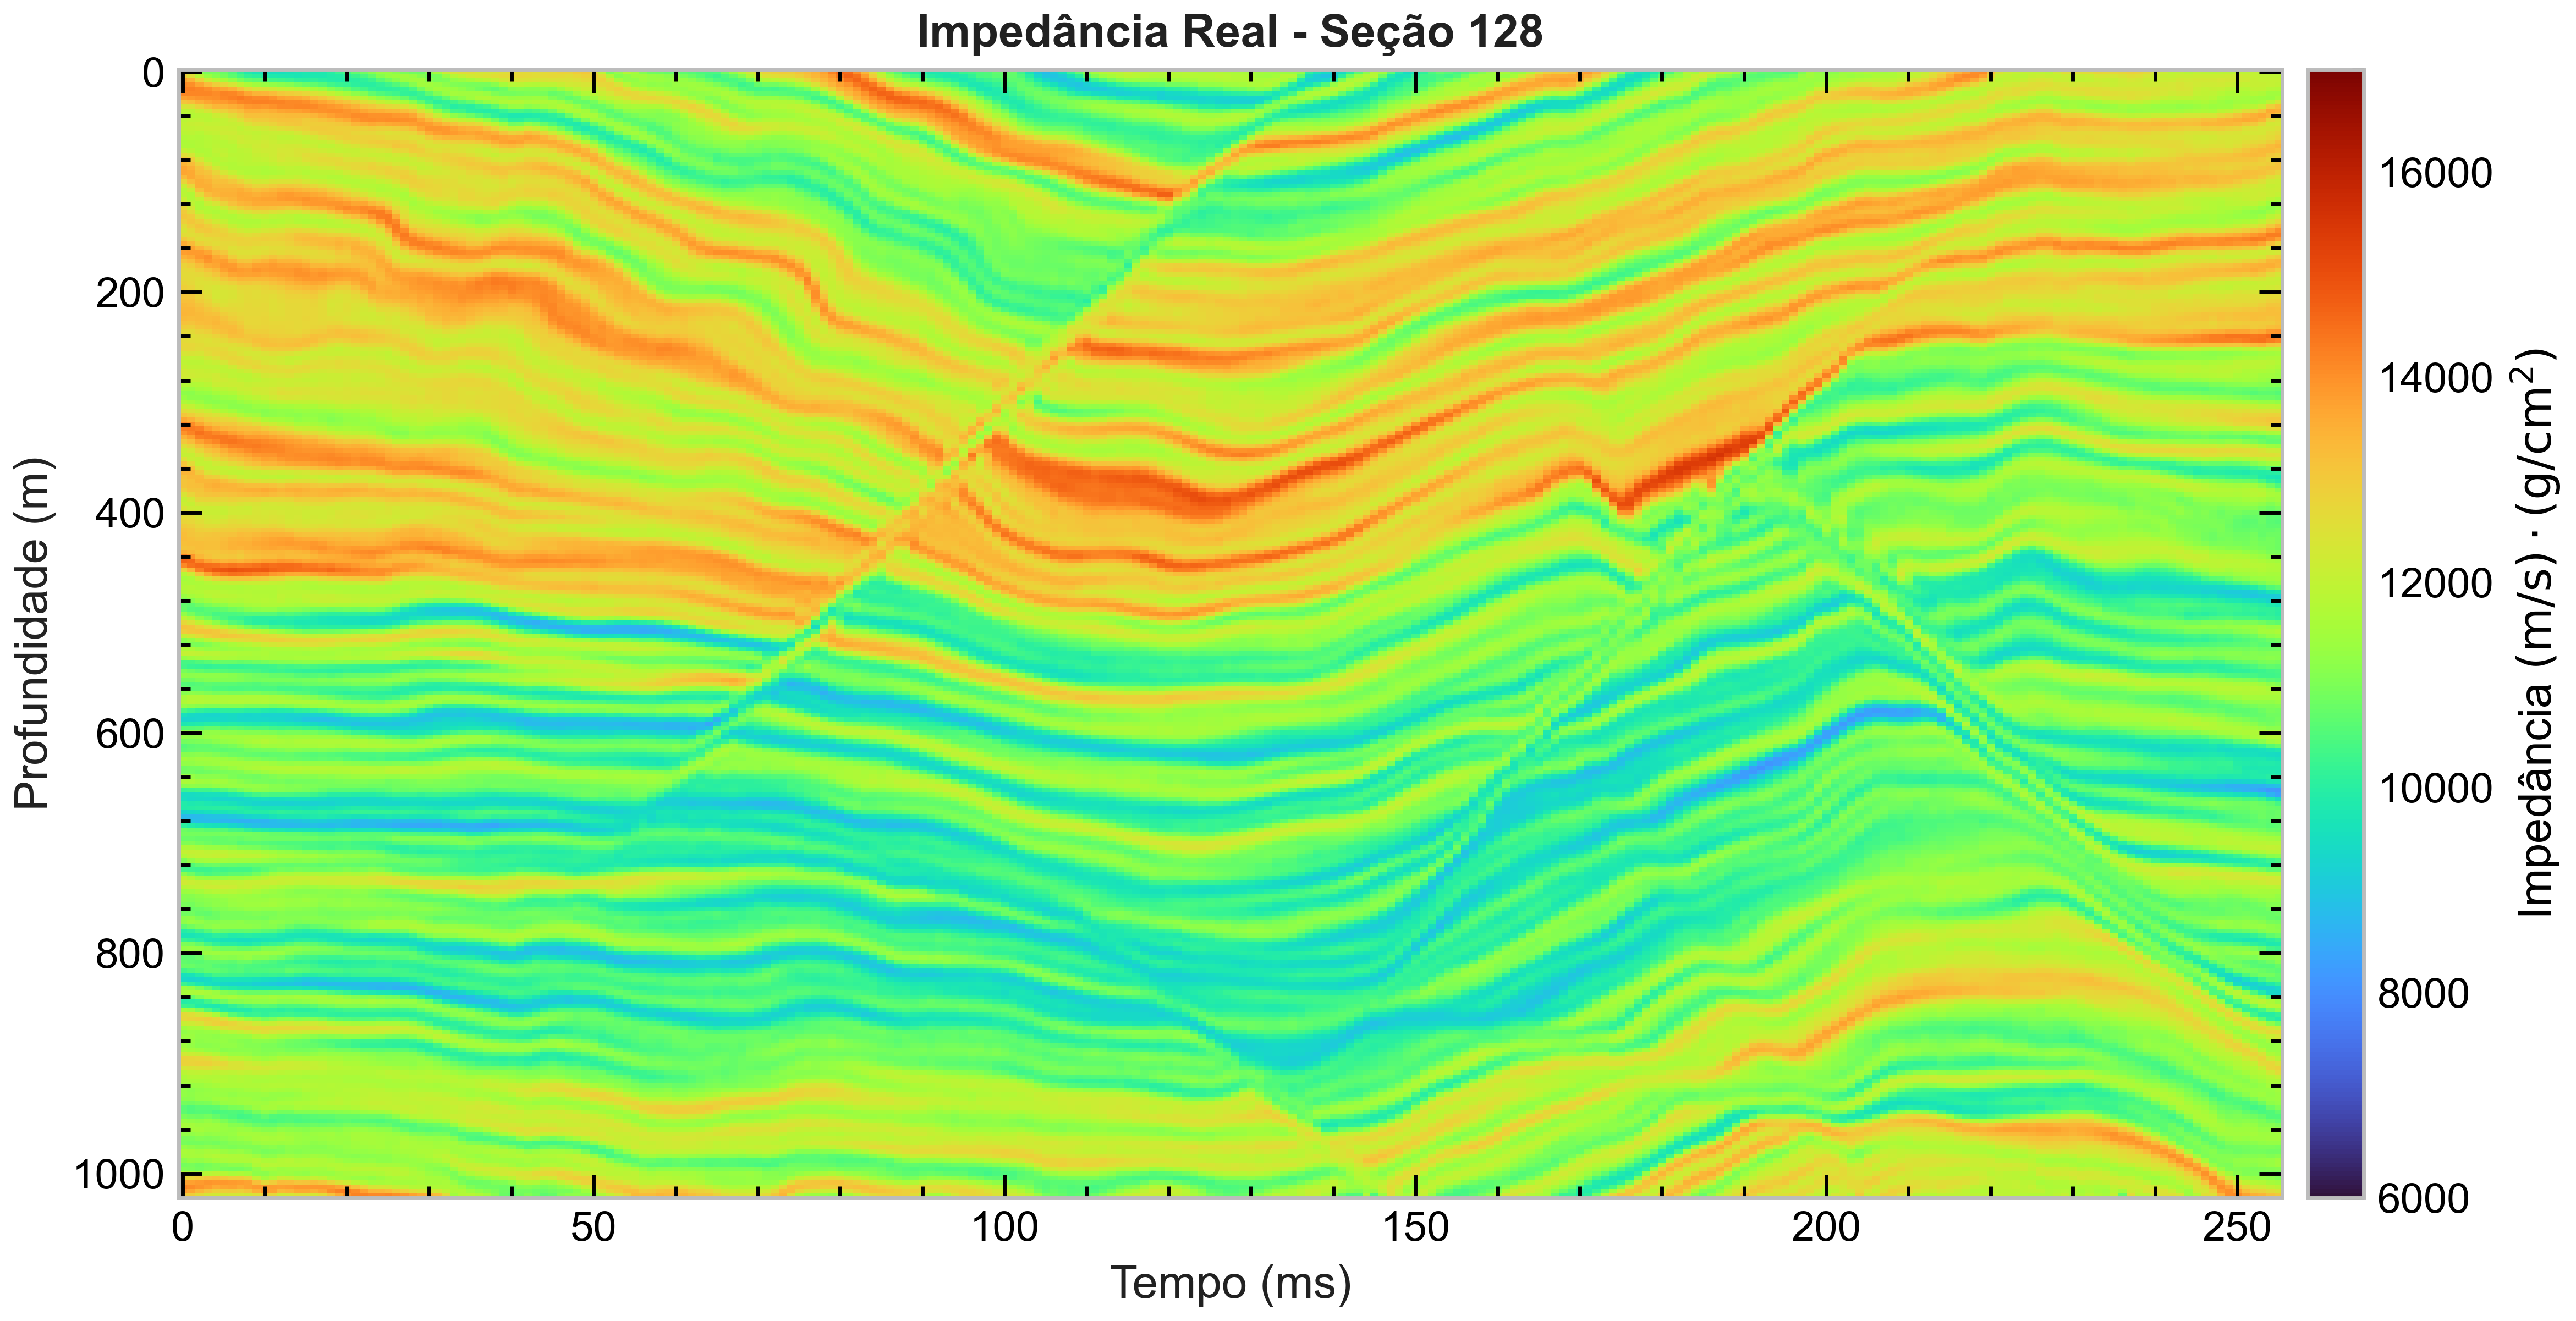 Impedância Real - Seção 128
0
200
400
600
800
1000
Profundidade (m)
0 50 100 150 200 250
Tempo (ms)
16000
14000
12000
10000
8000
6000
Impedância (m/s) · (g/cm²)